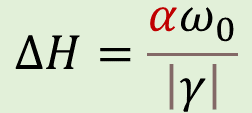 ΔH = αω₀ / |γ|